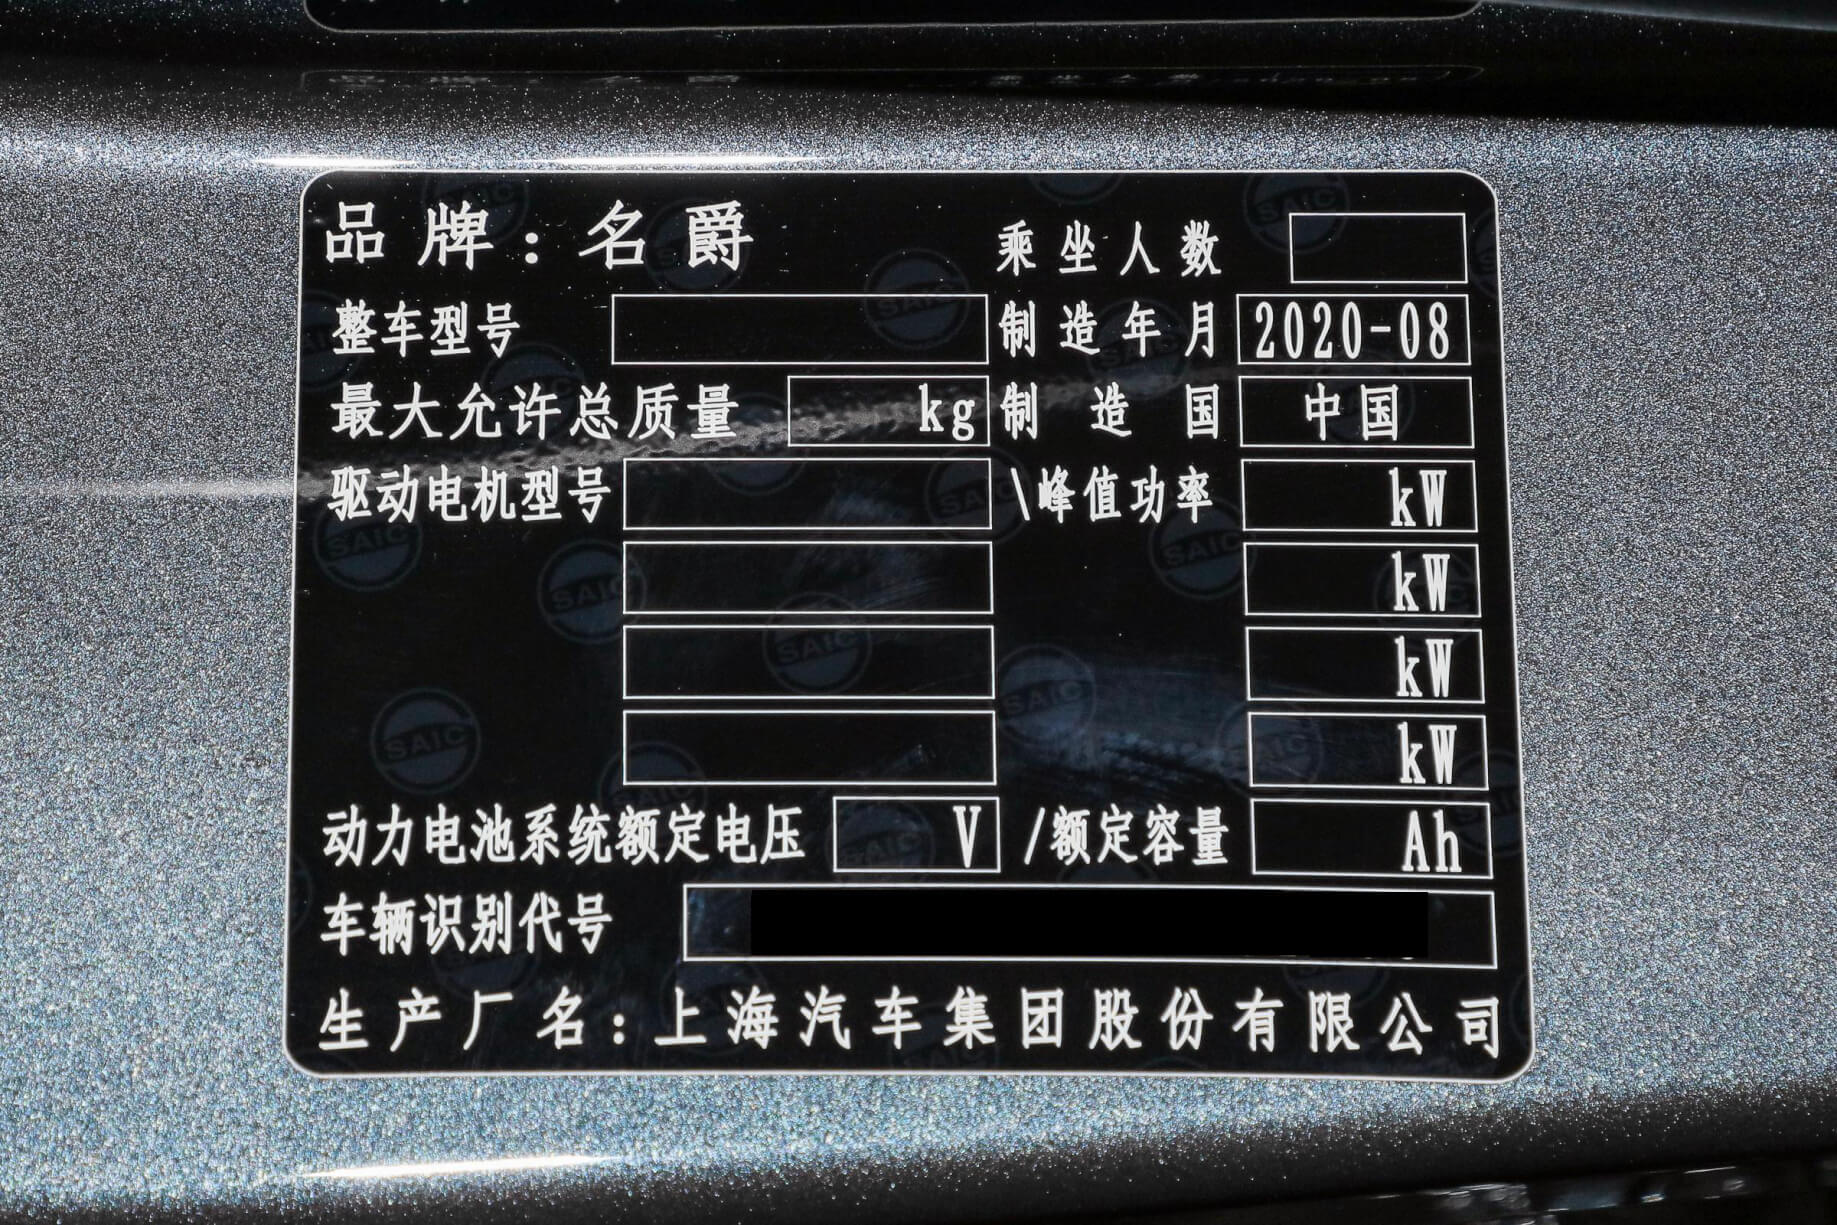 品牌：名爵 乘坐人数
整车型号 制造年月 2020-08
最大允许总质量 kg 制造国 中国
驱动电机型号 \峰值功率 kW
kW
kW
kW
动力电池系统额定电压 V /额定容量 Ah
车辆识别代号
生产厂名：上海汽车集团股份有限公司